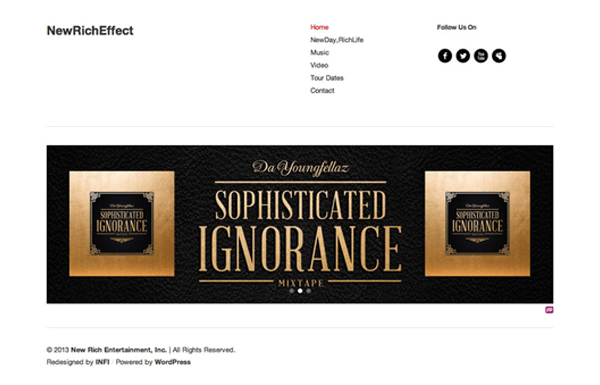 NewRichEffect
Home
NewDay,RichLife
Music
Video
Tour Dates
Contact
Follow Us On
You
Tube
Da Youngfellaz
SOPHISTICATED
IGNORANCE
MIXTAPE
Da Youngfellaz
SOPHISTICATED
IGNORANCE
Da Youngfellaz
SOPHISTICATED
IGNORANCE
© 2013 New Rich Entertainment, Inc. | All Rights Reserved.
Redesigned by INFI | Powered by WordPress